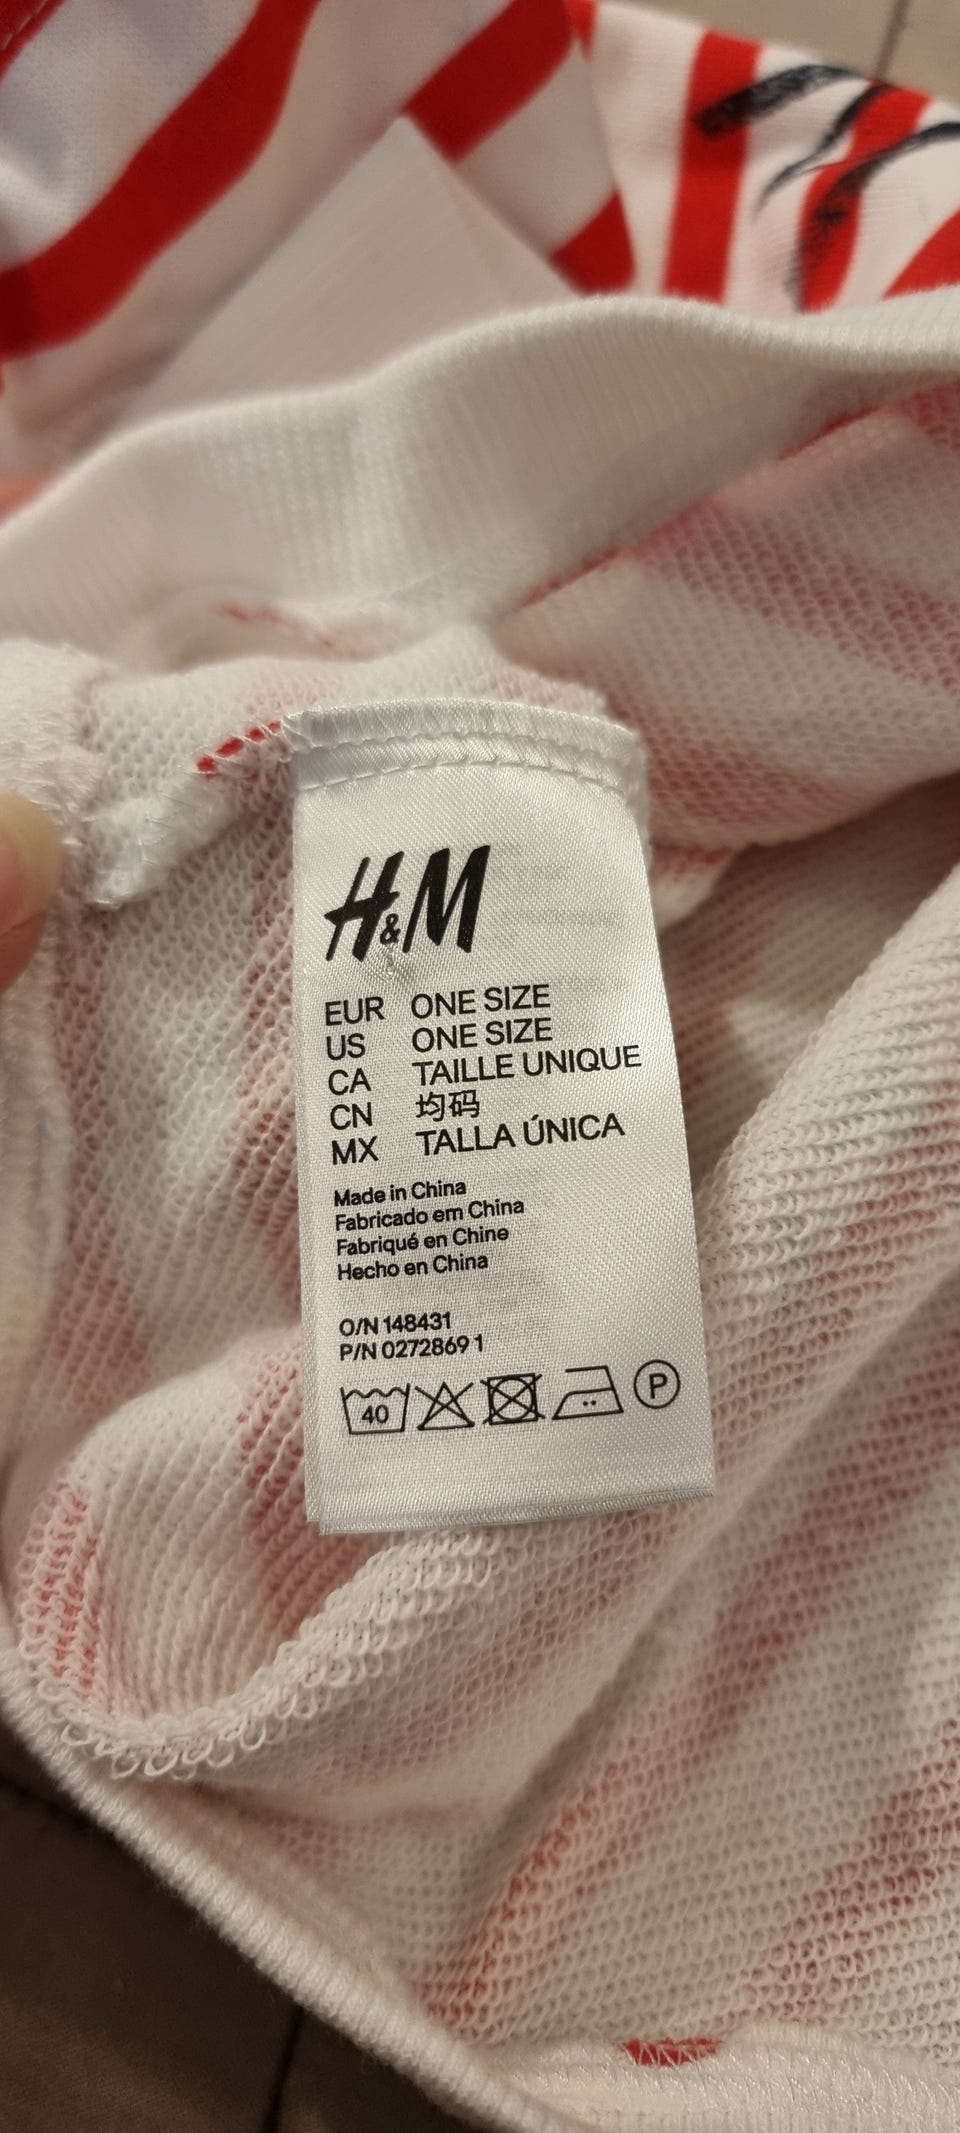 H&M
EUR ONE SIZE
US ONE SIZE
CA TAILLE UNIQUE
CN 均码
MX TALLA ÚNICA
Made in China
Fabricado em China
Fabriqué en Chine
Hecho en China
O/N 148431
P/N 0272869 1
40 P